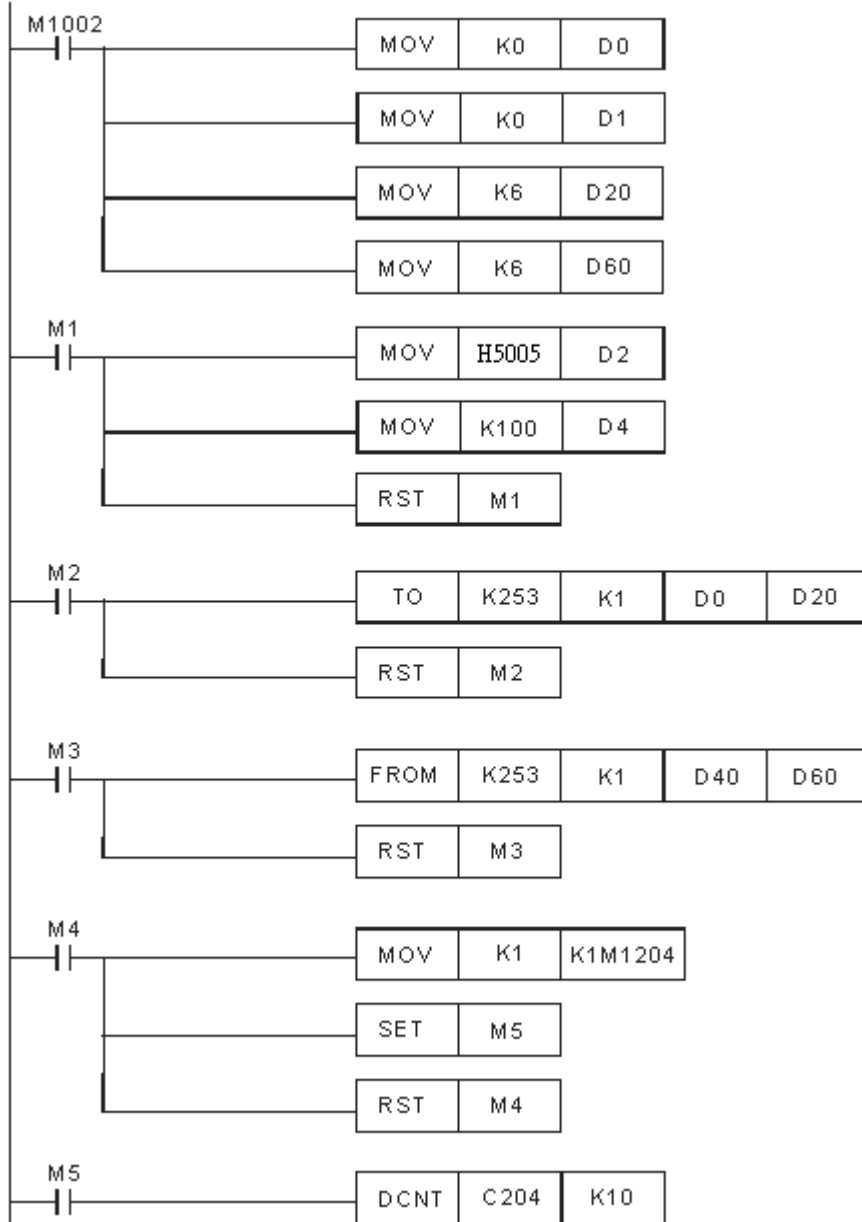 M1002
MOV K0 D0
MOV K0 D1
MOV K6 D20
MOV K6 D60
M1
MOV H5005 D2
MOV K100 D4
RST M1
M2
TO K253 K1 D0 D20
RST M2
M3
FROM K253 K1 D40 D60
RST M3
M4
MOV K1 K1M1204
SET M5
RST M4
M5
DCNT C204 K10